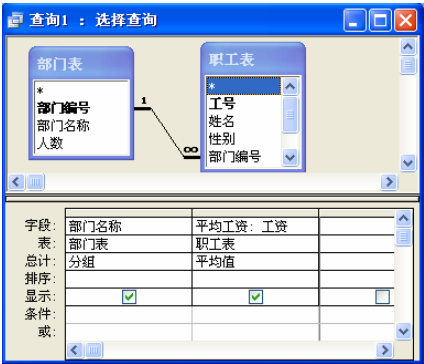 查询1 : 选择查询
部门表
*
部门编号
部门名称
人数
1
∞
职工表
*
工号
姓名
性别
部门编号
字段: 部门名称 平均工资: 工资
表: 部门表 职工表
总计: 分组 平均值
排序:
显示:
条件:
或: